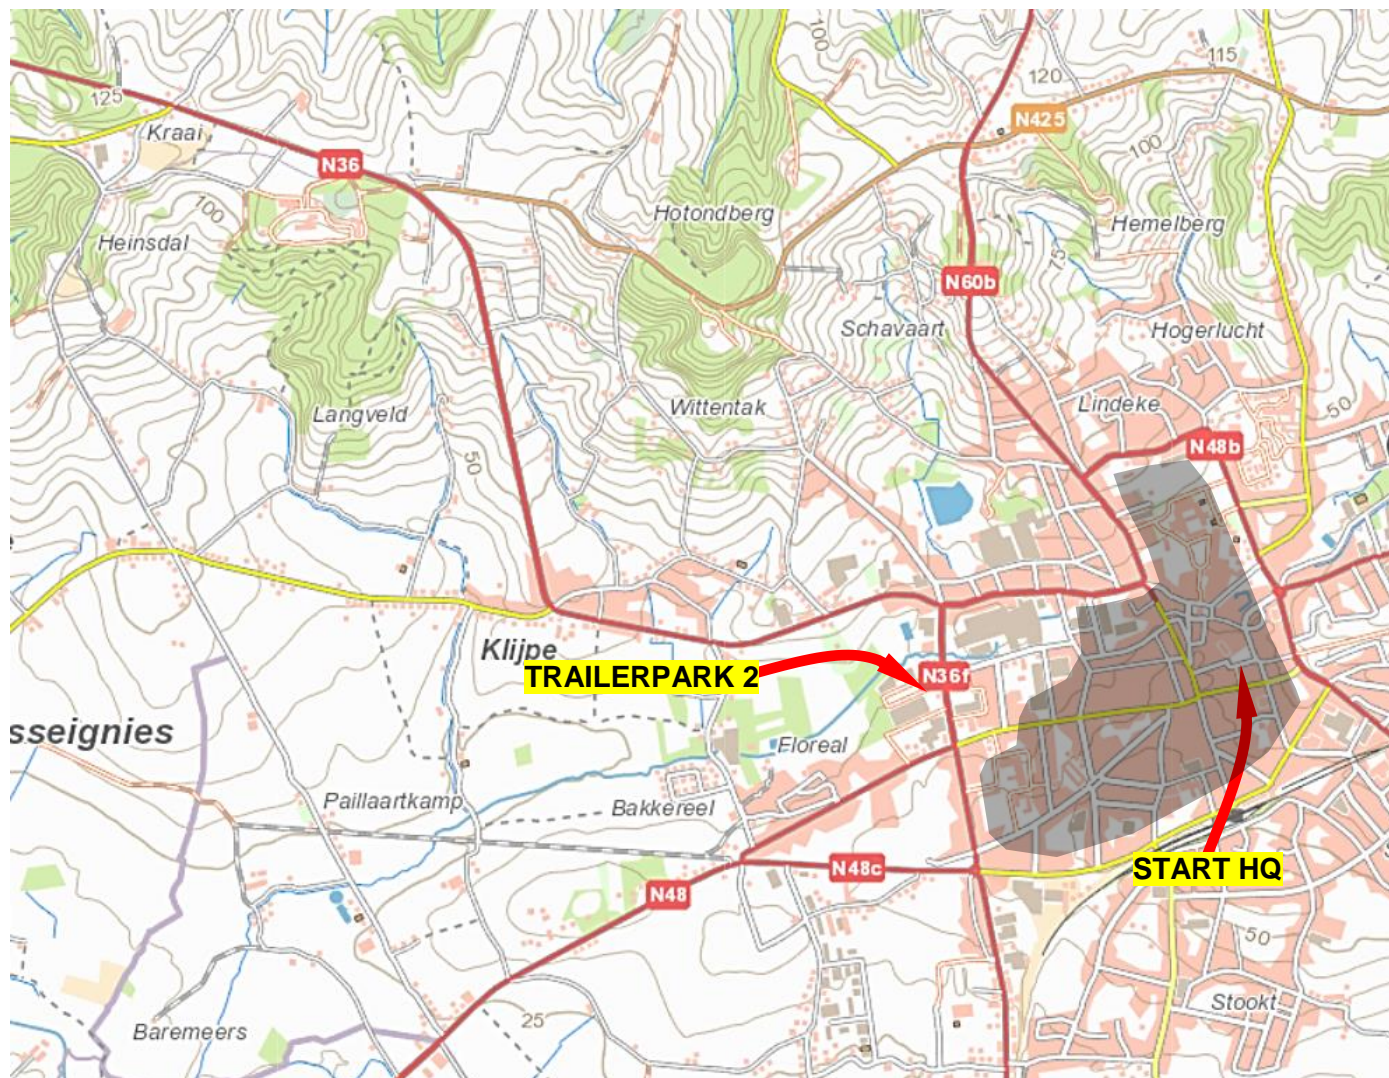 115
100
120
125
N425
Kraai
100
N36
100
Hotondberg
Hemelberg
Heinsdal
75
N60b
Schavaart
Hogerlucht
Langveld
Wittentak
Lindeke
50
N48b
50
Klijpe
TRAILERPARK 2
N36f
sseignies
Floreal
Paillaartkamp
Bakkereel
N48c
START HQ
N48
50
Stookt
25
Baremeers